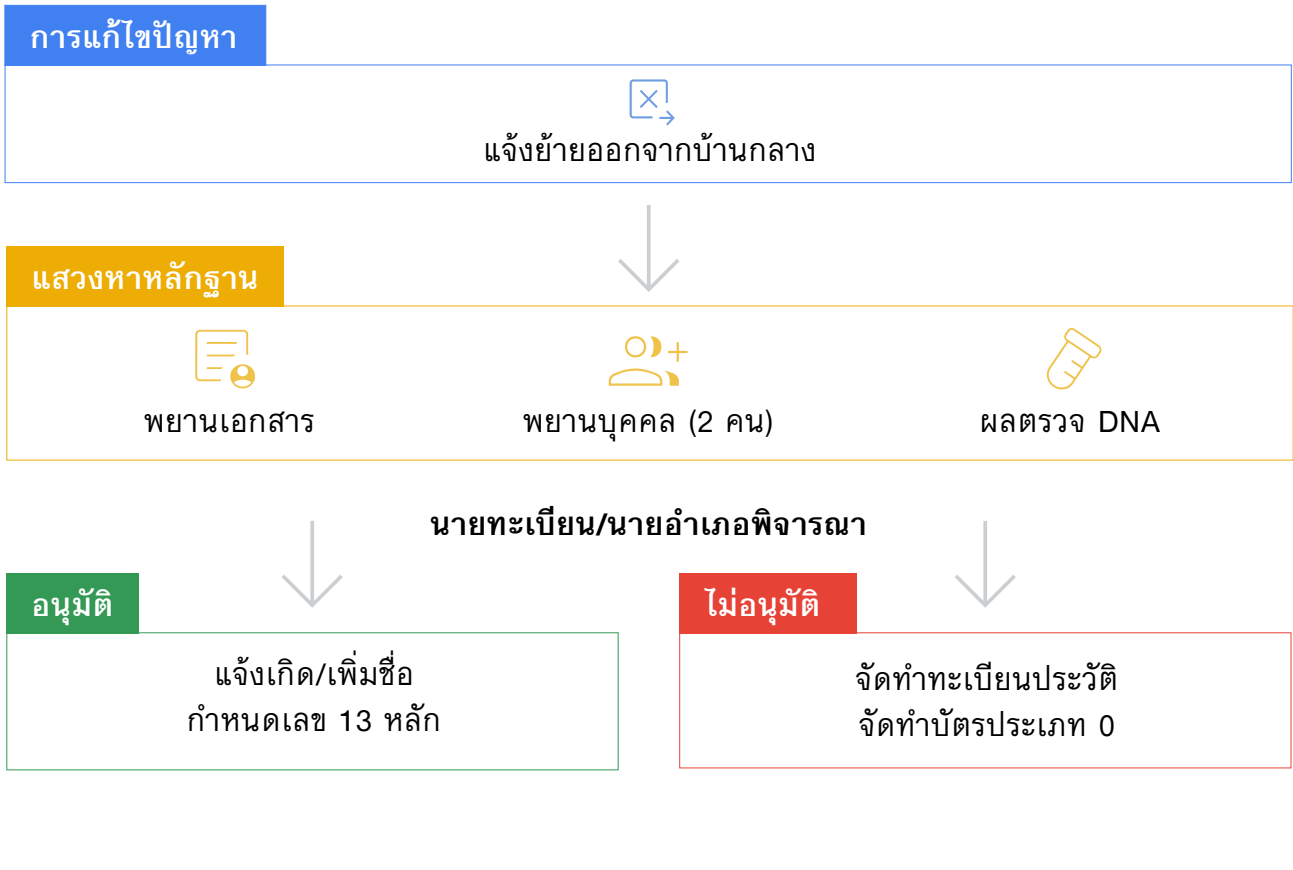 การแก้ไขปัญหา
แจ้งย้ายออกจากบ้านกลาง
แสวงหาหลักฐาน
พยานเอกสาร
พยานบุคคล (2 คน)
ผลตรวจ DNA
นายทะเบียน/นายอำเภอพิจารณา
อนุมัติ
แจ้งเกิด/เพิ่มชื่อ
กำหนดเลข 13 หลัก
ไม่อนุมัติ
จัดทำทะเบียนประวัติ
จัดทำบัตรประเภท 0